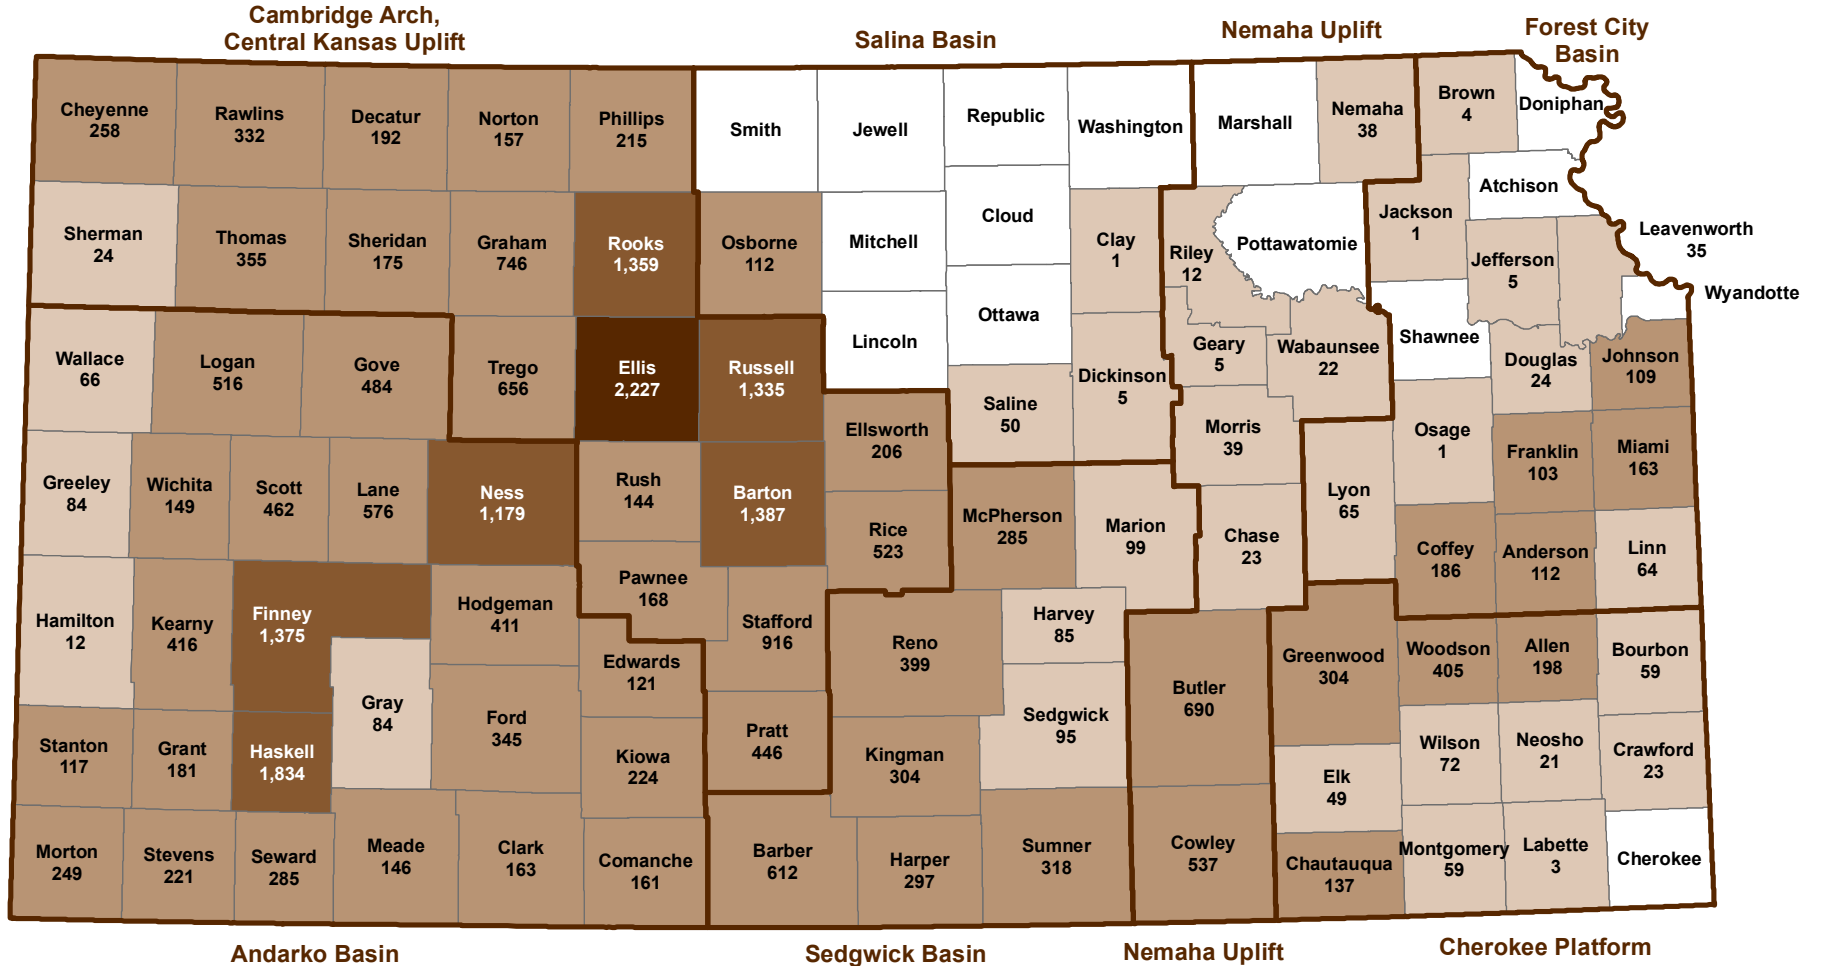 Cambridge Arch,
Central Kansas Uplift
Salina Basin
Nemaha Uplift
Forest City
Basin
Cheyenne
258
Rawlins
332
Decatur
192
Norton
157
Phillips
215
Smith
Jewell
Republic
Washington
Marshall
Nemaha
38
Brown
4
Doniphan
Sherman
24
Thomas
355
Sheridan
175
Graham
746
Rooks
1,359
Osborne
112
Mitchell
Cloud
Clay
1
Riley
12
Pottawatomie
Jackson
1
Atchison
Jefferson
5
Leavenworth
35
Wyandotte
Wallace
66
Logan
516
Gove
484
Trego
656
Ellis
2,227
Russell
1,335
Lincoln
Ottawa
Saline
50
Dickinson
5
Geary
5
Wabaunsee
22
Shawnee
Douglas
24
Johnson
109
Greeley
84
Wichita
149
Scott
462
Lane
576
Ness
1,179
Rush
144
Barton
1,387
Ellsworth
206
Rice
523
McPherson
285
Marion
99
Morris
39
Chase
23
Lyon
65
Osage
1
Franklin
103
Miami
163
Coffey
186
Anderson
112
Linn
64
Hamilton
12
Kearny
416
Finney
1,375
Hodgeman
411
Pawnee
168
Stafford
916
Edwards
121
Gray
84
Ford
345
Kiowa
224
Pratt
446
Reno
399
Harvey
85
Sedgwick
95
Kingman
304
Butler
690
Greenwood
304
Woodson
405
Allen
198
Bourbon
59
Stanton
117
Grant
181
Haskell
1,834
Elk
49
Wilson
72
Neosho
21
Crawford
23
Morton
249
Stevens
221
Seward
285
Meade
146
Clark
163
Comanche
161
Barber
612
Harper
297
Sumner
318
Cowley
537
Chautauqua
137
Montgomery
59
Labette
3
Cherokee
Andarko Basin
Sedgwick Basin
Nemaha Uplift
Cherokee Platform